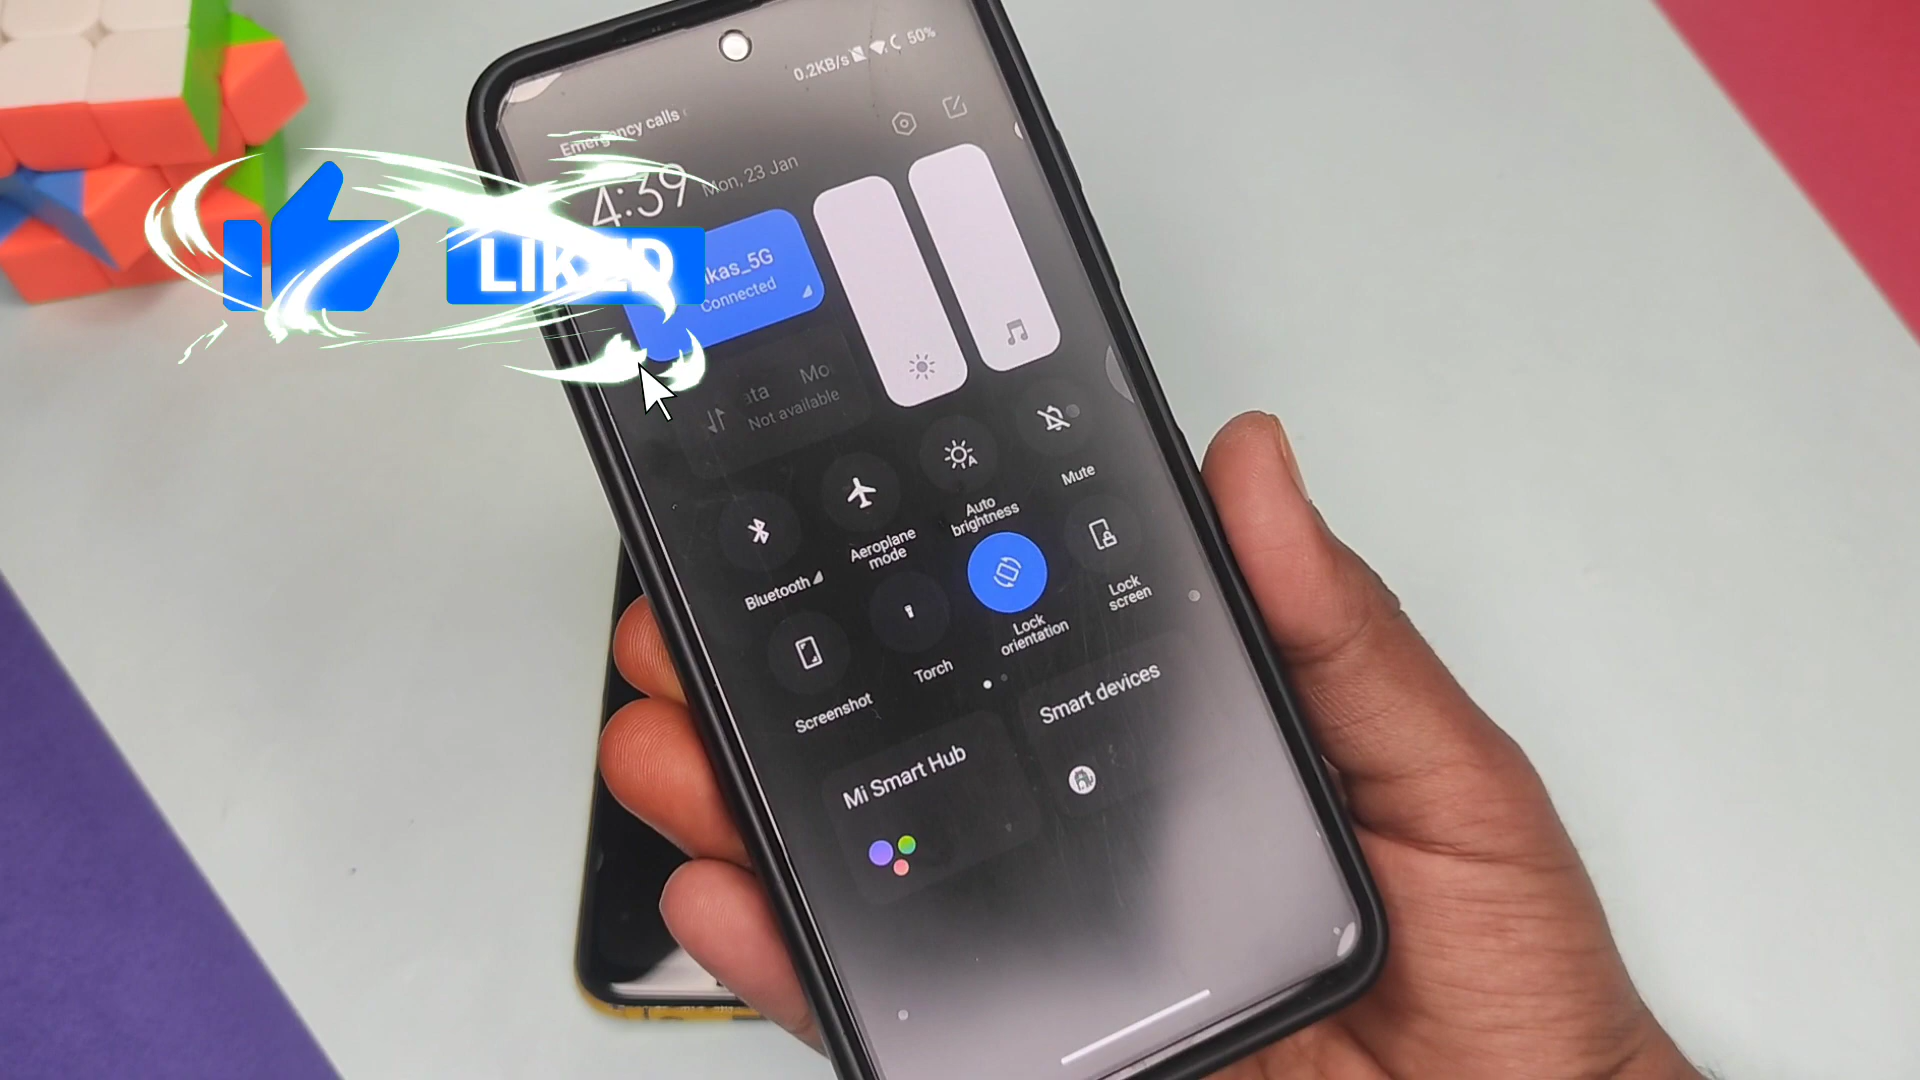 0.2KB/s 50%
Emergency calls
4:39 Mon, 23 Jan
LIKED
kas_5G
Connected
Not available
Bluetooth
Aeroplane
mode
Auto
brightness
Mute
Screenshot
Torch
Lock
orientation
Lock
screen
Mi Smart Hub
Smart devices